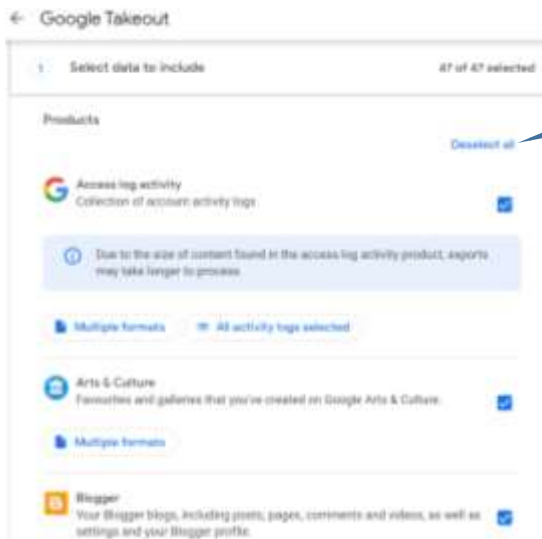 Google Takeout
1 Select data to include 47 of 47 selected
Products
Deselect all
Access log activity
Collection of account activity logs
Due to the size of content found in the access log activity product, exports
may take longer to process
Multiple formats All activity logs selected
Arts & Culture
Favourites and galleries that you've created on Google Arts & Culture.
Multiple formats
Blogger
Your Blogger blogs, including posts, pages, comments and videos, as well as
settings and your Blogger profile.